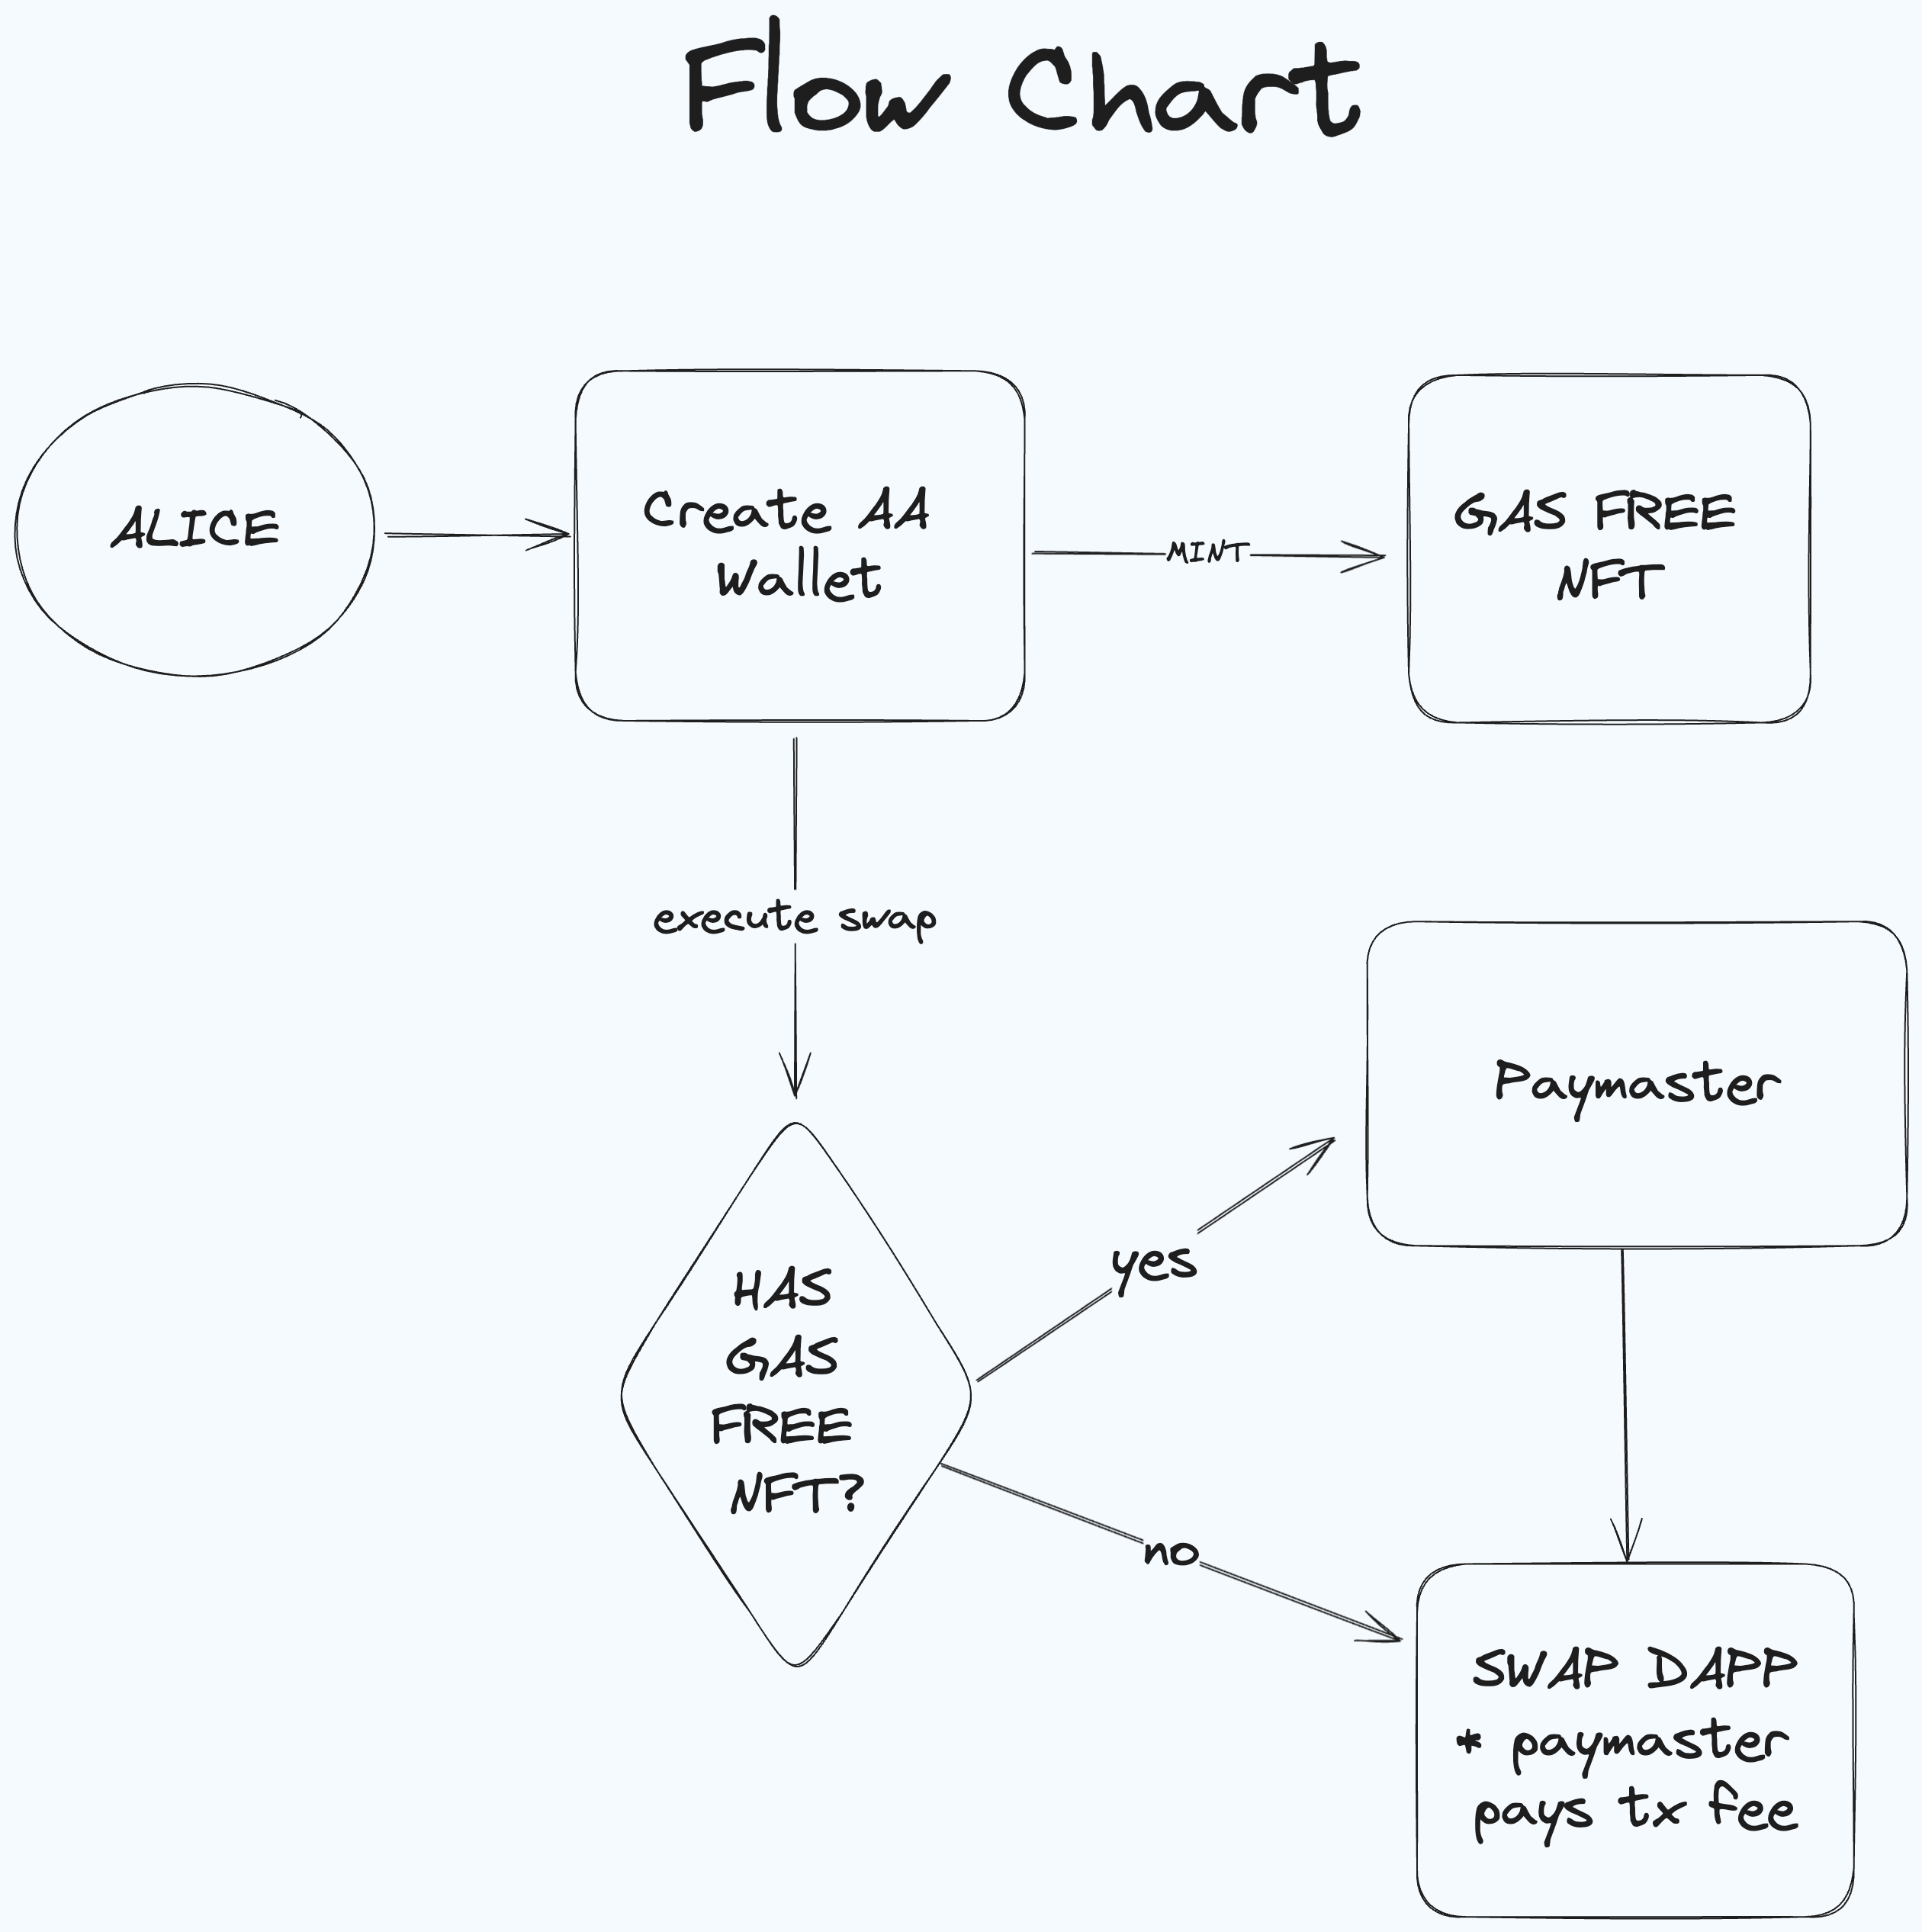 Flow Chart
ALICE
Create AA
Wallet
MINT
GAS FREE
NFT
execute swap
Paymaster
HAS
GAS
FREE
NFT?
yes
no
SWAP DAPP
* paymaster
pays tx fee